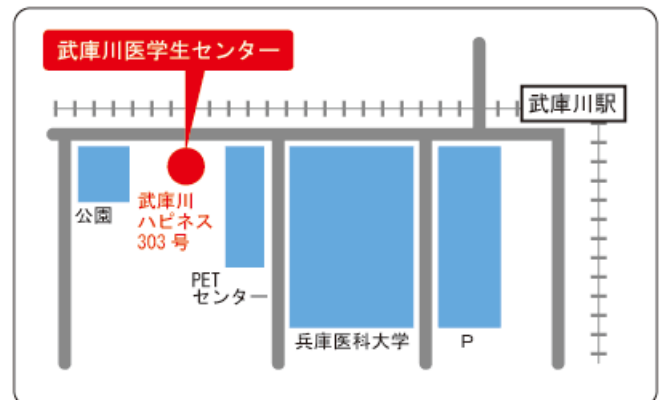 武庫川医学生センター
武庫川駅
公園
武庫川
ハピネス
303 号
PET
センター
兵庫医科大学
P